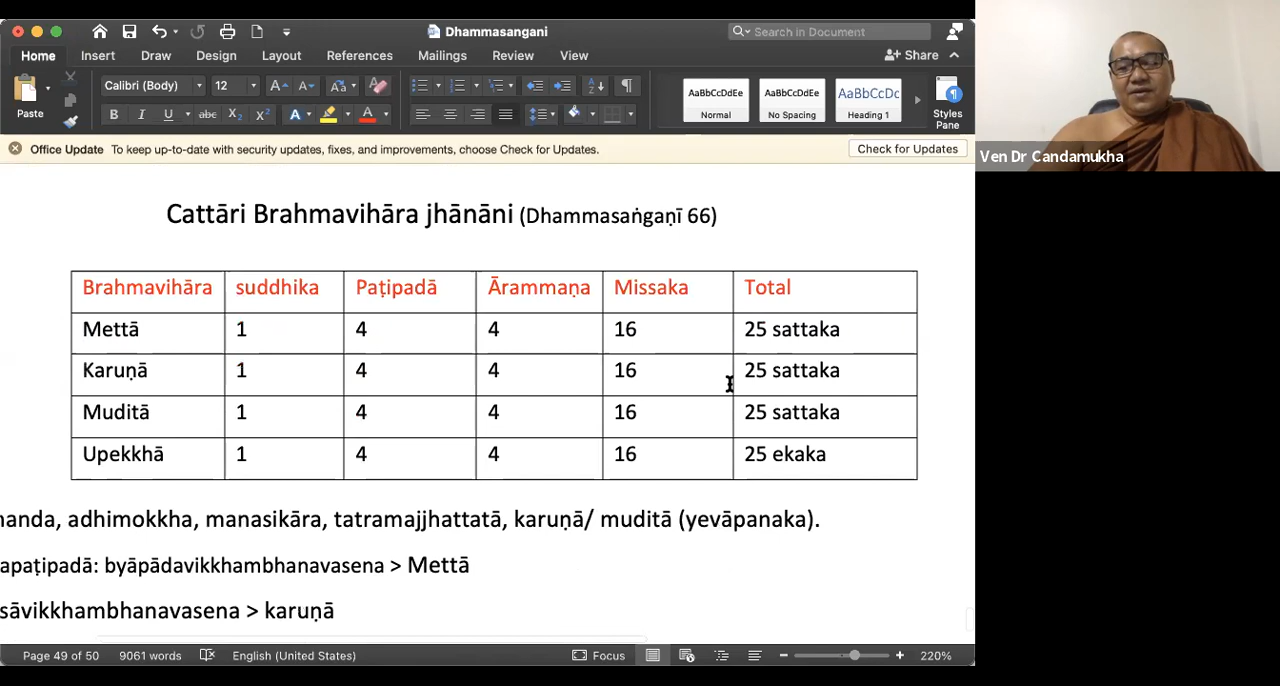 Dhammasangani
Search in Document
Home Insert Draw Design Layout References Mailings Review View
Share
Paste
Calibri (Body) 12
B I U abc X₂ X² A A
AaBbCcDdEe AaBbCcDdEe AaBbCcDc
Normal No Spacing Heading 1
Styles Pane
Office Update To keep up-to-date with security updates, fixes, and improvements, choose Check for Updates.
Check for Updates
Ven Dr Candamukha
Cattāri Brahmavihāra jhānāni (Dhammasaṅgaṇī 66)
Brahmavihāra suddhika Paṭipadā Ārammaṇa Missaka Total
Mettā 1 4 4 16 25 sattaka
Karuṇā 1 4 4 16 25 sattaka
Muditā 1 4 4 16 25 sattaka
Upekkhā 1 4 4 16 25 ekaka
nanda, adhimokkha, manasikāra, tatramajjhattatā, karuṇā/ muditā (yevāpanaka).
apaṭipadā: byāpādavikkhambhanavasena > Mettā
sāvikkhambhanavasena > karuṇā
Page 49 of 50 9061 words English (United States) Focus 220%